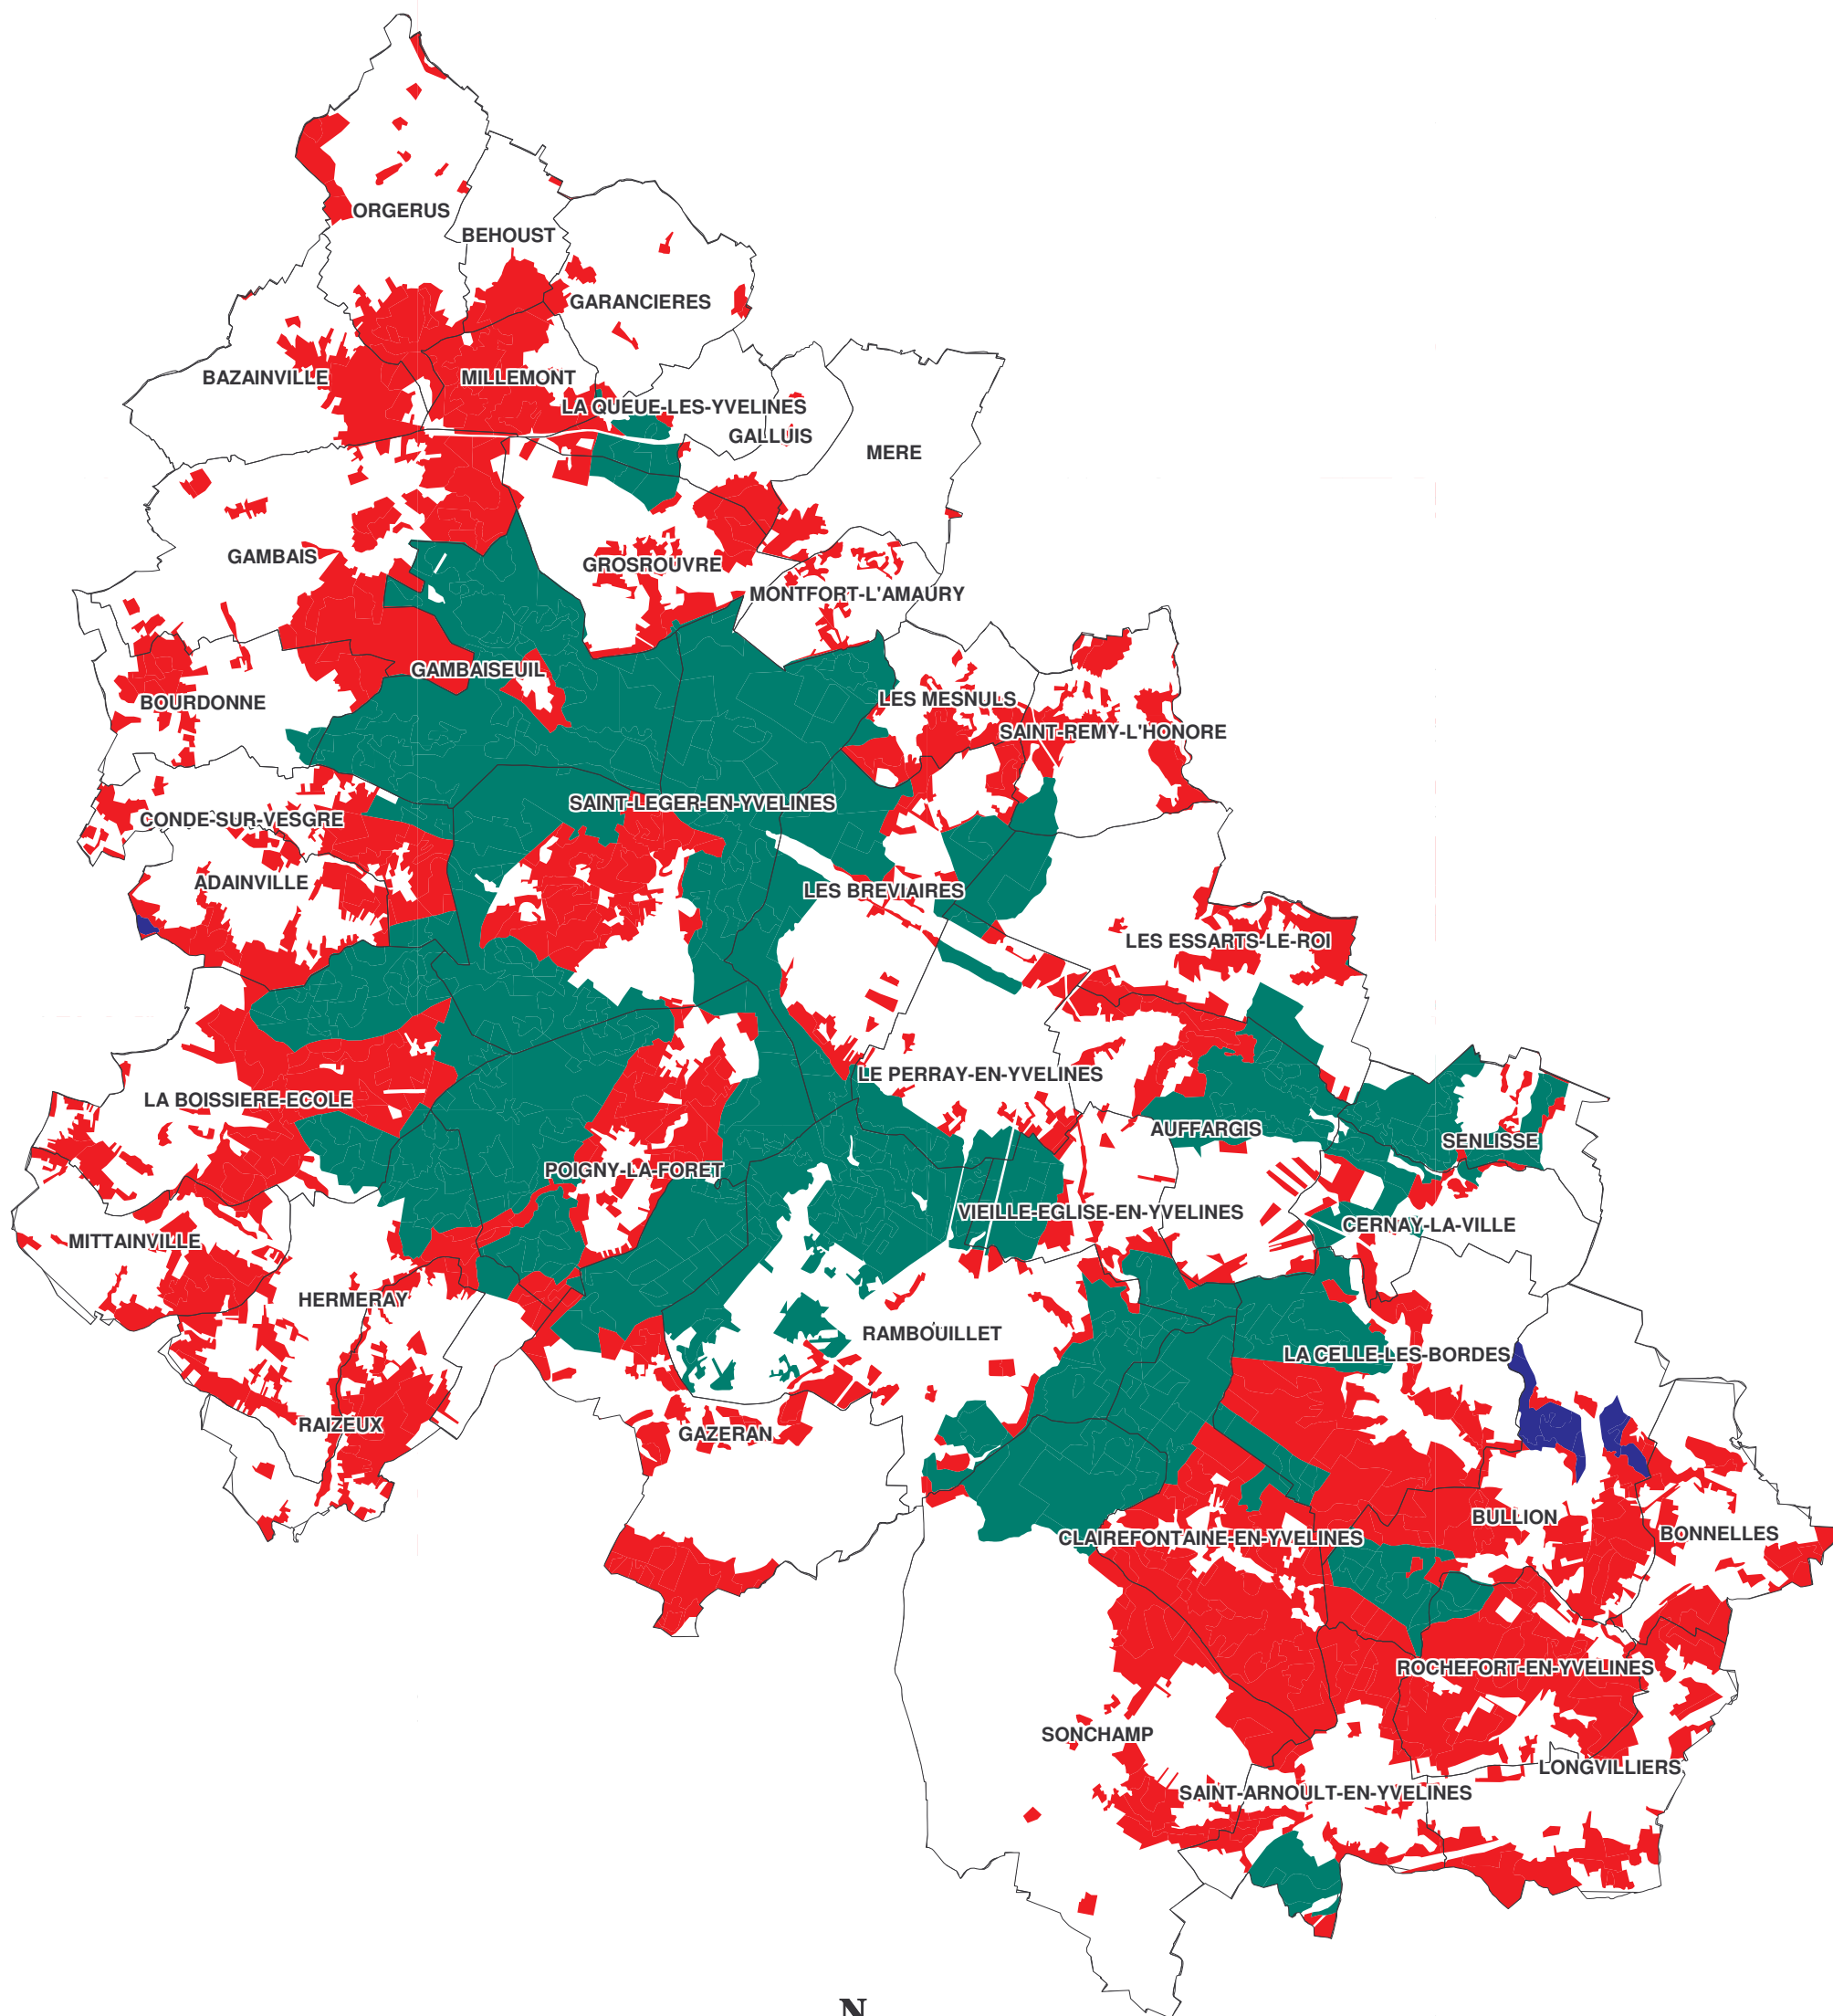 ORGERUS
BEHOUST
GARANCIERES
BAZAINVILLE
MILLEMONT
LA QUEUE-LES-YVELINES
GALLUIS
MERE
GAMBAIS
GROSROUVRE
MONTFORT-L'AMAURY
GAMBAISEUIL
BOURDONNE
LES MESNULS
SAINT-REMY-L'HONORE
SAINT-LEGER-EN-YVELINES
CONDE-SUR-VESGRE
ADAINVILLE
LES BREVIAIRES
LES ESSARTS-LE-ROI
LE PERRAY-EN-YVELINES
LA BOISSIERE-ECOLE
AUFFARGIS
SENLISSE
POIGNY-LA-FORET
VIEILLE-EGLISE-EN-YVELINES
CERNAY-LA-VILLE
MITTAINVILLE
HERMERAY
RAMBOUILLET
LA CELLE-LES-BORDES
RAIZEUX
GAZERAN
BULLION
BONNELLES
CLAIREFONTAINE-EN-YVELINES
ROCHEFORT-EN-YVELINES
SONCHAMP
LONGVILLIERS
SAINT-ARNOULT-EN-YVELINES
N